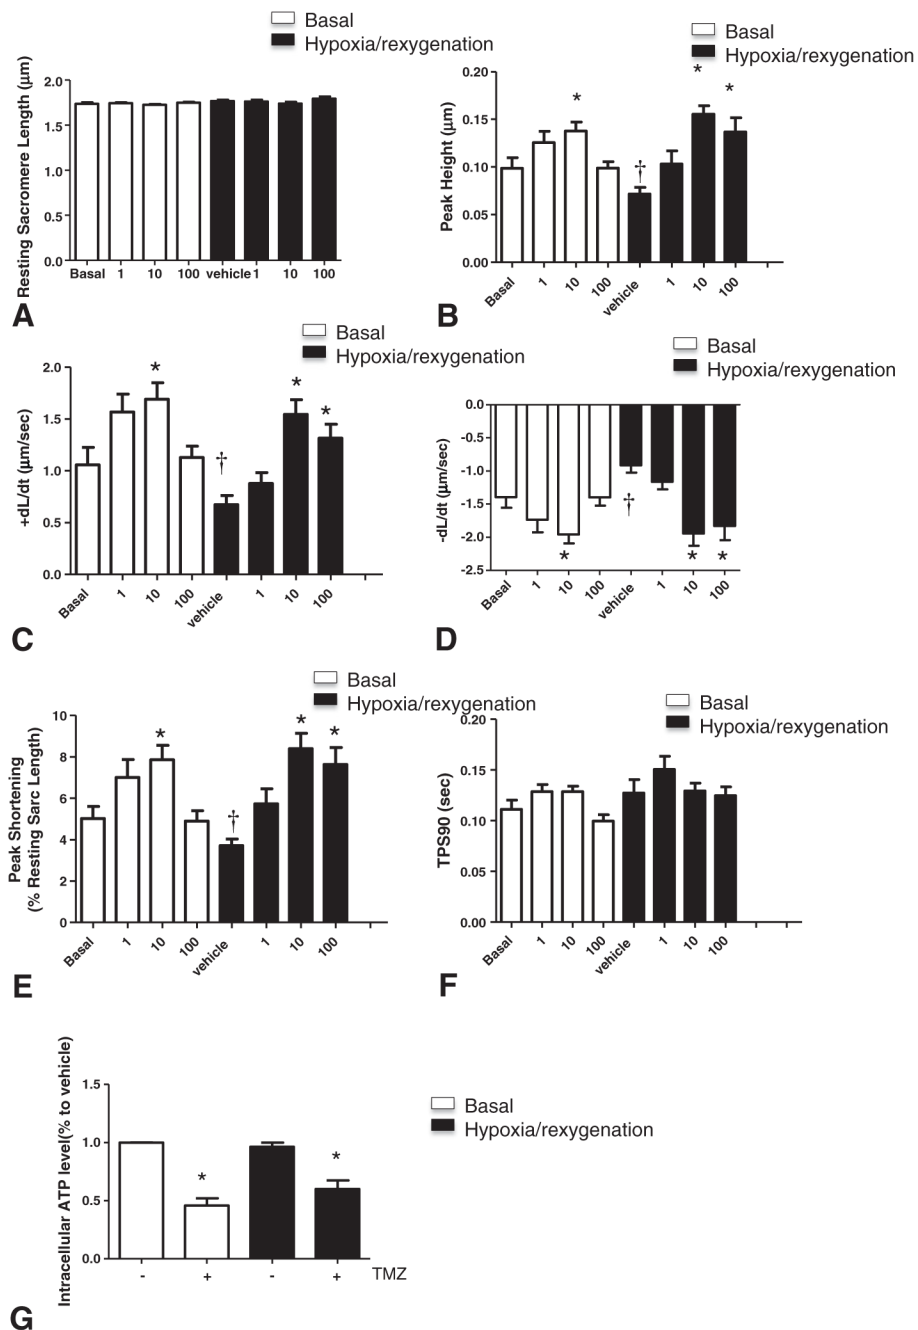 Basal
Hypoxia/rexygenation
Resting Sacromere Length (μm)
2.0
1.5
1.0
0.5
0.0
Basal 1 10 100 vehicle 1 10 100
A
Basal
Hypoxia/rexygenation
Peak Height (μm)
0.20
0.15
0.10
0.05
0.00
* † * *
Basal 1 10 100 vehicle 1 10 100
B
Basal
Hypoxia/rexygenation
+dL/dt (μm/sec)
2.0
1.5
1.0
0.5
0.0
* † * *
Basal 1 10 100 vehicle 1 10 100
C
Basal
Hypoxia/rexygenation
-dL/dt (μm/sec)
-0.0
-0.5
-1.0
-1.5
-2.0
-2.5
* † * *
Basal 1 10 100 vehicle 1 10 100
D
Basal
Hypoxia/rexygenation
Peak Shortening
(% Resting Sarc Length)
10
8
6
4
2
0
* † * *
Basal 1 10 100 vehicle 1 10 100
E
Basal
Hypoxia/rexygenation
TPS90 (sec)
0.20
0.15
0.10
0.05
0.00
Basal 1 10 100 vehicle 1 10 100
F
Intracellular ATP level(% to vehicle)
1.5
1.0
0.5
0.0
* *
- + - + TMZ
Basal
Hypoxia/rexygenation
G